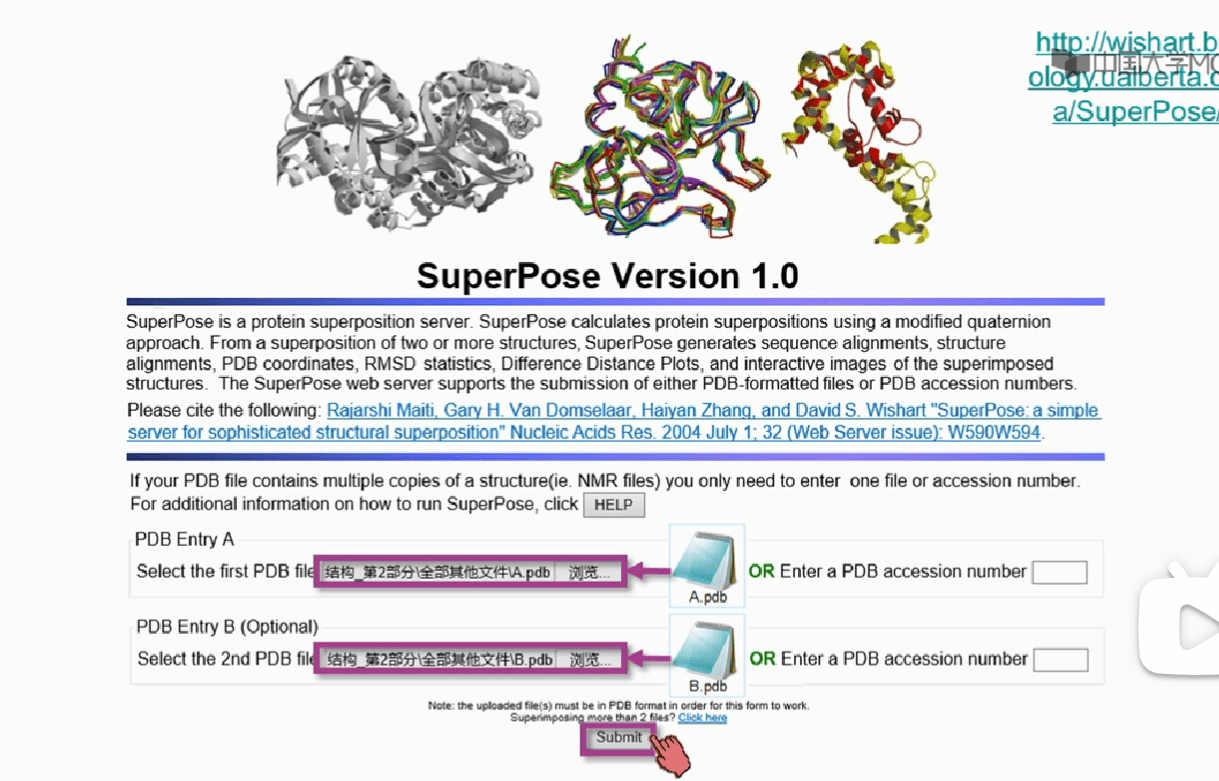 http://wishart.b
中国大学MO
ology.ualberta.c
a/SuperPose/
SuperPose Version 1.0
SuperPose is a protein superposition server. SuperPose calculates protein superpositions using a modified quaternion
approach. From a superposition of two or more structures, SuperPose generates sequence alignments, structure
alignments, PDB coordinates, RMSD statistics, Difference Distance Plots, and interactive images of the superimposed
structures. The SuperPose web server supports the submission of either PDB-formatted files or PDB accession numbers.
Please cite the following: Rajarshi Maiti, Gary H. Van Domselaar, Haiyan Zhang, and David S. Wishart "SuperPose: a simple
server for sophisticated structural superposition" Nucleic Acids Res. 2004 July 1; 32 (Web Server issue): W590W594.
If your PDB file contains multiple copies of a structure(ie. NMR files) you only need to enter one file or accession number.
For additional information on how to run SuperPose, click HELP
PDB Entry A
Select the first PDB file 结构_第2部分\全部其他文件\A.pdb 浏览... OR Enter a PDB accession number
A.pdb
PDB Entry B (Optional)
Select the 2nd PDB file 结构_第2部分\全部其他文件\B.pdb 浏览... OR Enter a PDB accession number
B.pdb
Note: the uploaded file(s) must be in PDB format in order for this form to work.
Superimposing more than 2 files? Click here
Submit